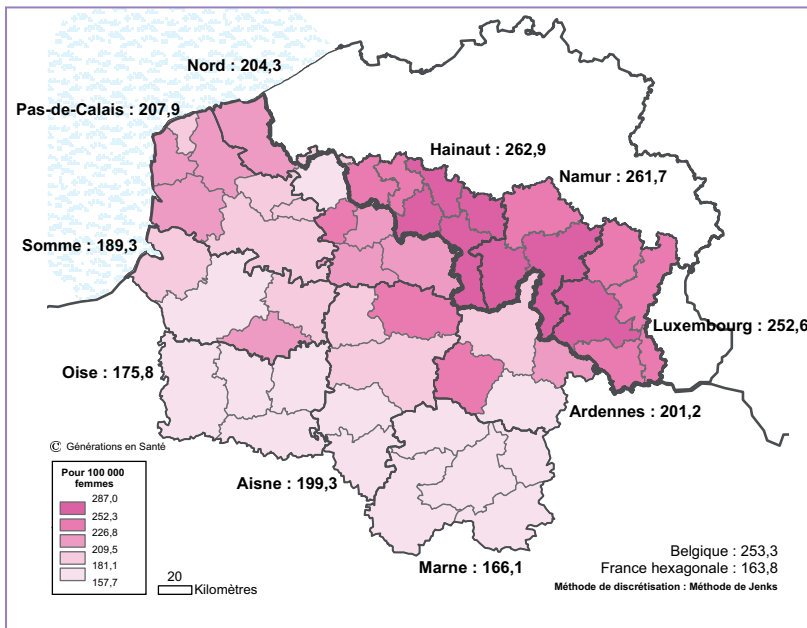 Nord : 204,3
Pas-de-Calais : 207,9
Hainaut : 262,9
Namur : 261,7
Somme : 189,3
Luxembourg : 252,6
Oise : 175,8
Ardennes : 201,2
© Générations en Santé
Aisne : 199,3
Pour 100 000
femmes
287,0
252,3
226,8
209,5
181,1
157,7
20
Kilomètres
Marne : 166,1
Belgique : 253,3
France hexagonale : 163,8
Méthode de discrétisation : Méthode de Jenks